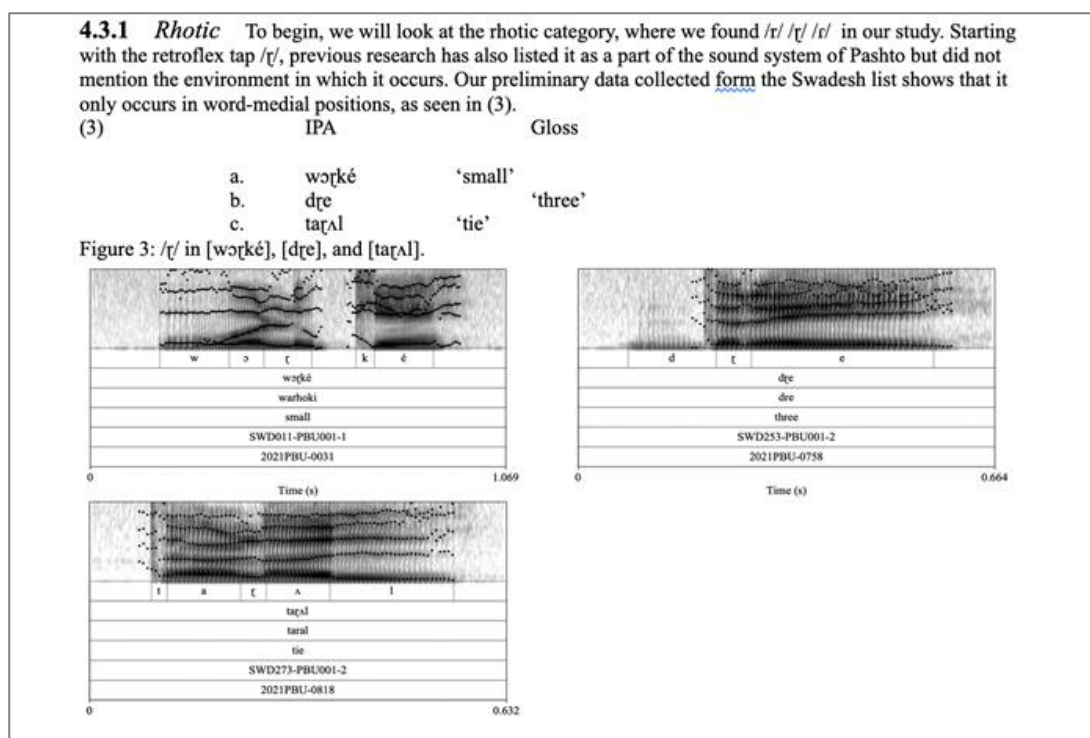 4.3.1 Rhotic To begin, we will look at the rhotic category, where we found /r/ /ɽ/ /ɾ/ in our study. Starting
with the retroflex tap /ɽ/, previous research has also listed it as a part of the sound system of Pashto but did not
mention the environment in which it occurs. Our preliminary data collected form the Swadesh list shows that it
only occurs in word-medial positions, as seen in (3).
(3) IPA Gloss
a. wɔɽké ‘small’
b. dɽe ‘three’
c. taɽʌl ‘tie’
Figure 3: /ɽ/ in [wɔɽké], [dɽe], and [taɽʌl].
w ɔ ɽ k é
wɔɽké
warhoki
small
SWD011-PBU001-1
2021PBU-0031
0 1.069
Time (s)
d ɽ e
dɽe
dre
three
SWD253-PBU001-2
2021PBU-0758
0 0.664
Time (s)
t a ɽ ʌ l
taɽʌl
taral
tie
SWD273-PBU001-2
2021PBU-0818
0 0.632